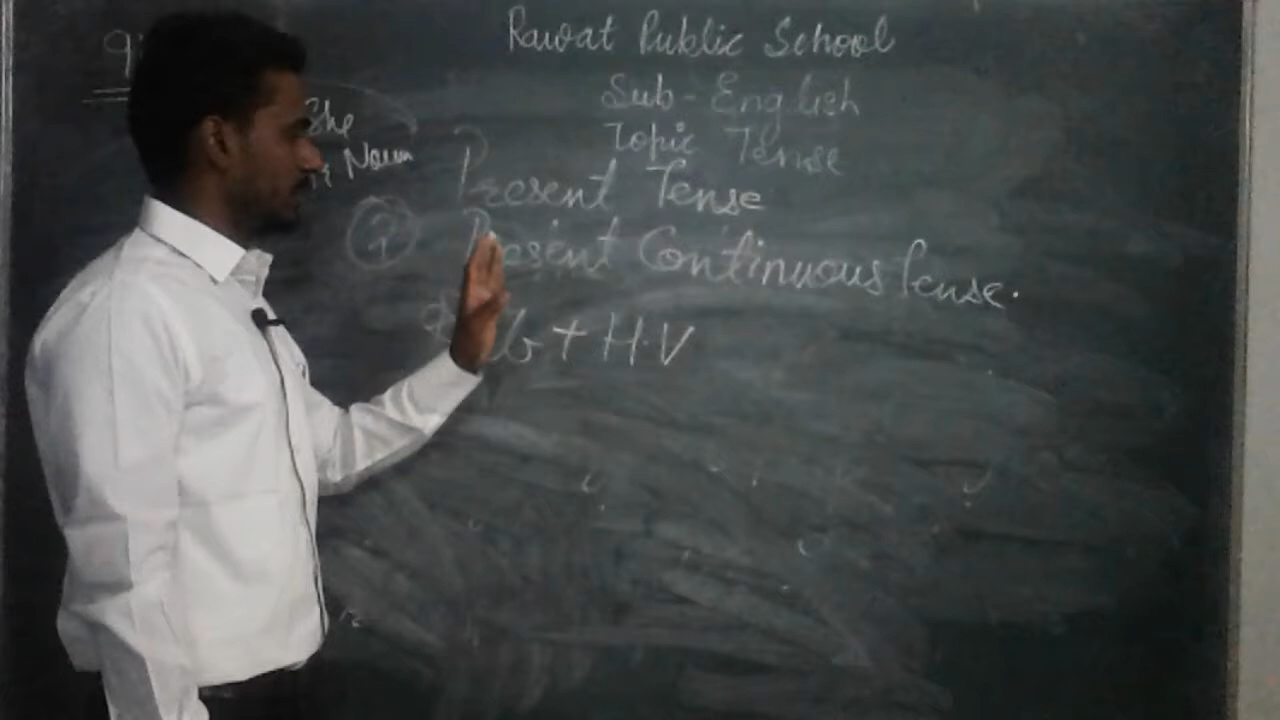 Rawat Public School
Sub-English
Topic Tense
She
Noun
Present Tense
Present Continuous Tense.
+ H.V